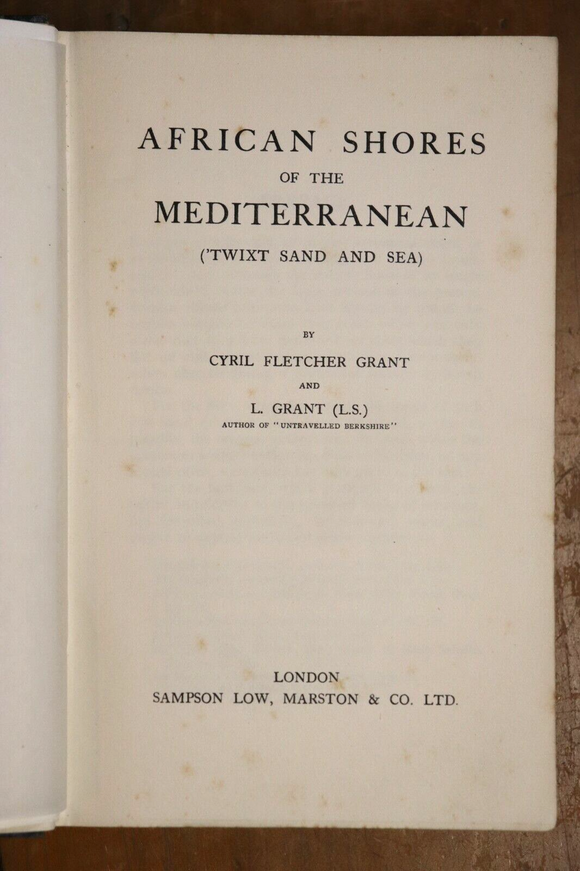 AFRICAN SHORES
OF THE
MEDITERRANEAN
('TWIXT SAND AND SEA)
BY
CYRIL FLETCHER GRANT
AND
L. GRANT (L.S.)
AUTHOR OF "UNTRAVELLED BERKSHIRE"
LONDON
SAMPSON LOW, MARSTON & CO. LTD.